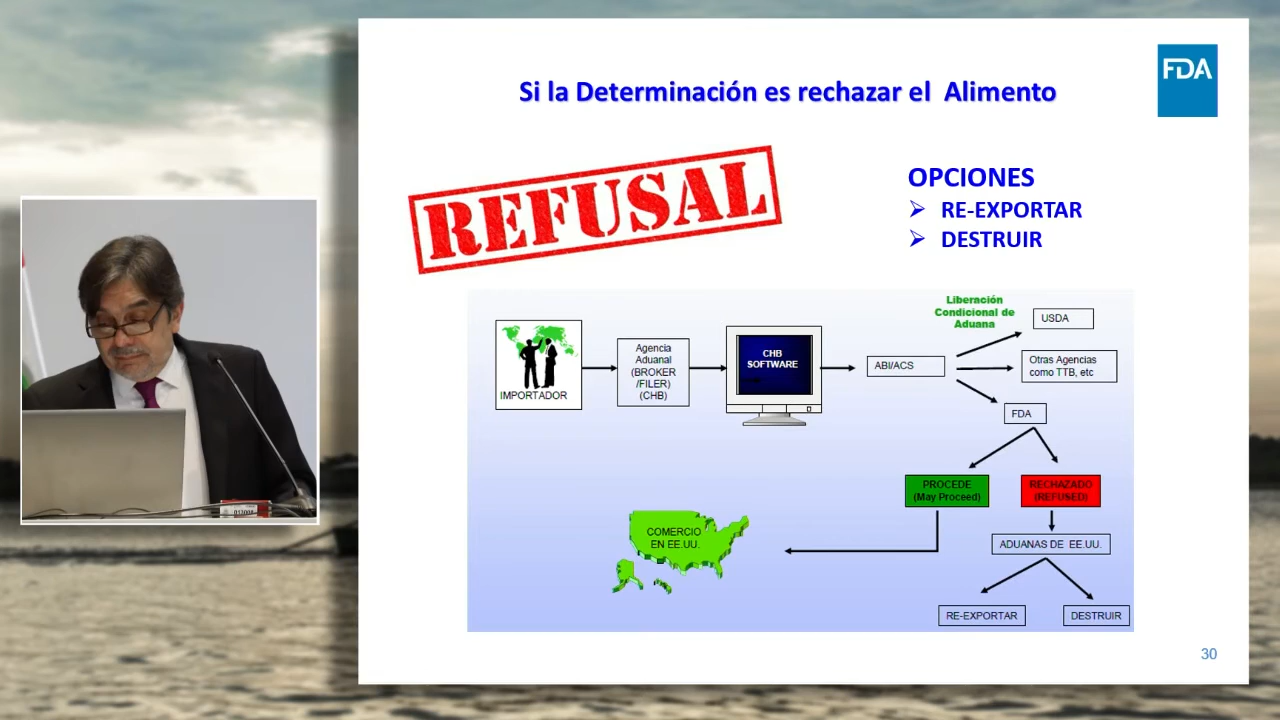 FDA
Si la Determinación es rechazar el Alimento
REFUSAL
OPCIONES
RE-EXPORTAR
DESTRUIR
IMPORTADOR
Agencia
Aduanal
(BROKER
/FILER)
(CHB)
CHB
SOFTWARE
ABI/ACS
Liberación
Condicional de
Aduana
USDA
Otras Agencias
como TTB, etc
FDA
PROCEDE
(May Proceed)
RECHAZADO
(REFUSED)
COMERCIO
EN EE.UU.
ADUANAS DE EE.UU.
RE-EXPORTAR
DESTRUIR
30